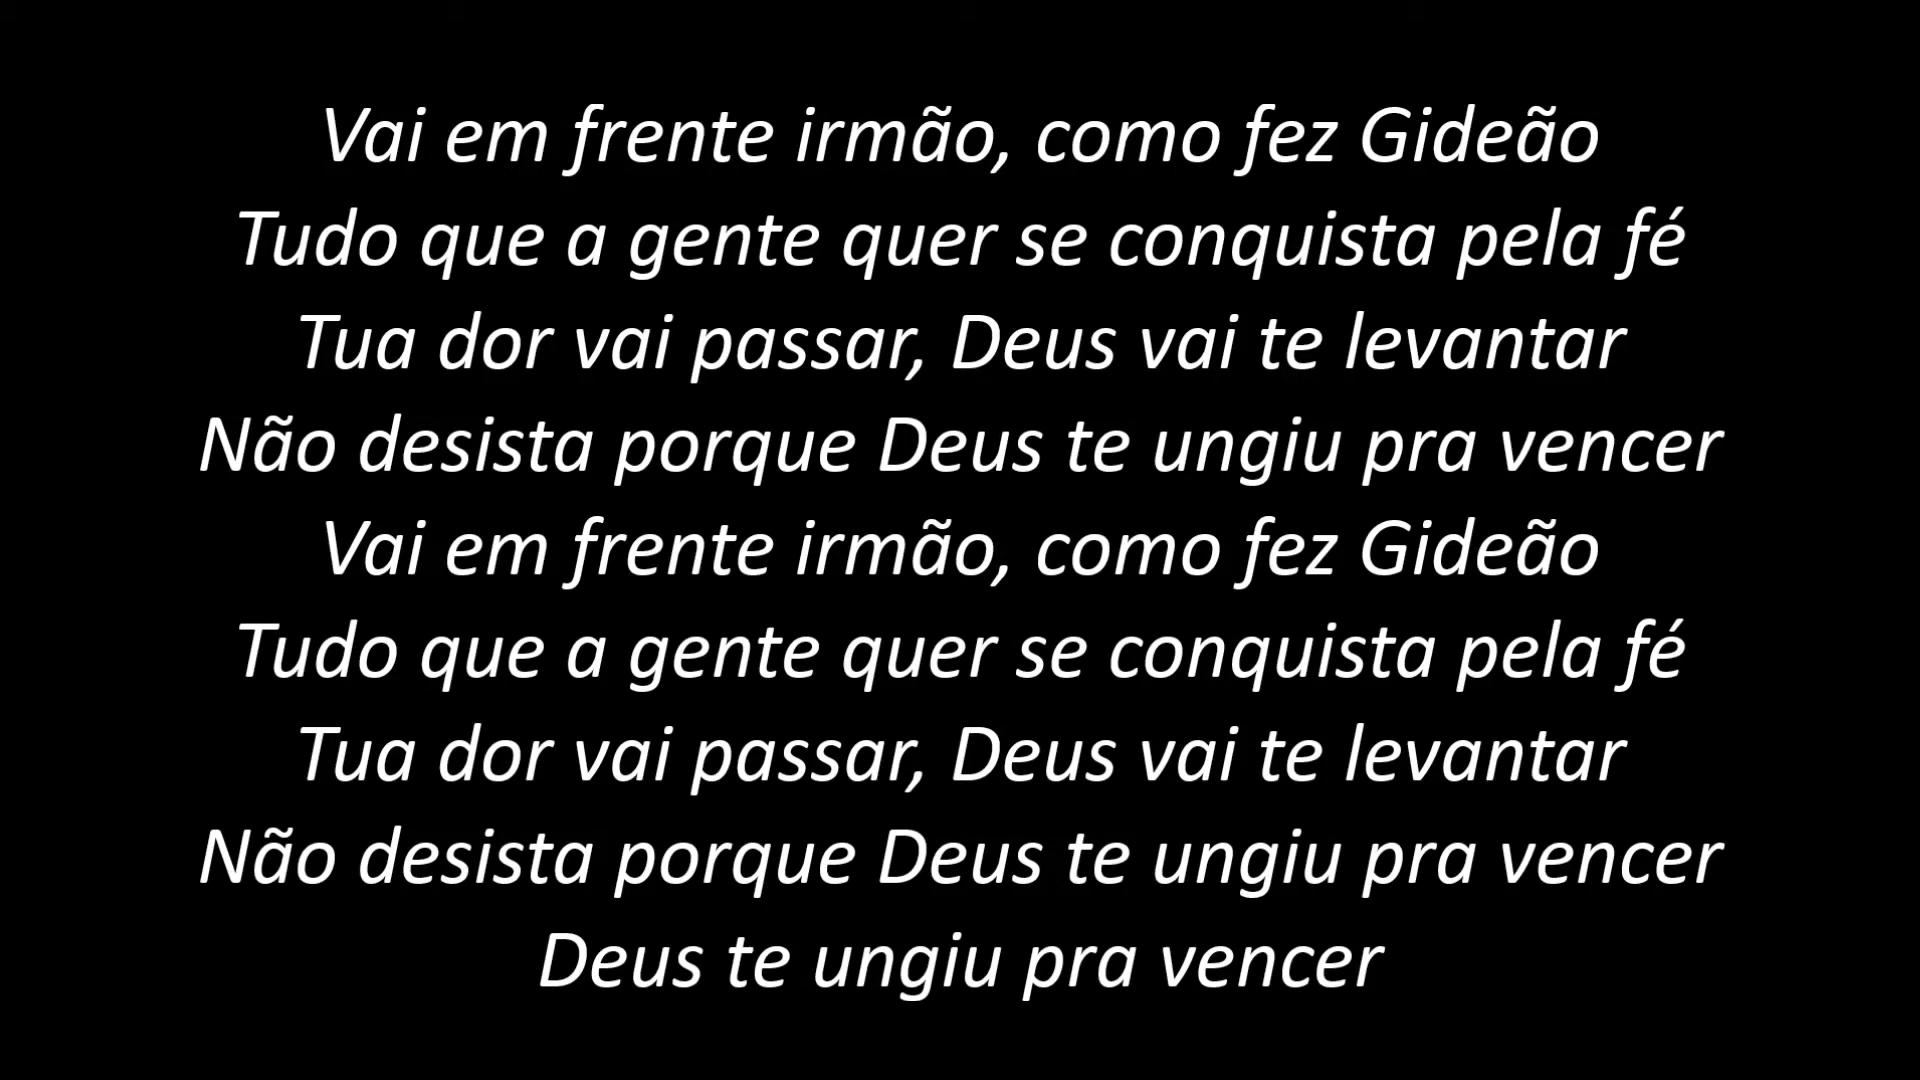 Vai em frente irmão, como fez Gideão
Tudo que a gente quer se conquista pela fé
Tua dor vai passar, Deus vai te levantar
Não desista porque Deus te ungiu pra vencer
Vai em frente irmão, como fez Gideão
Tudo que a gente quer se conquista pela fé
Tua dor vai passar, Deus vai te levantar
Não desista porque Deus te ungiu pra vencer
Deus te ungiu pra vencer